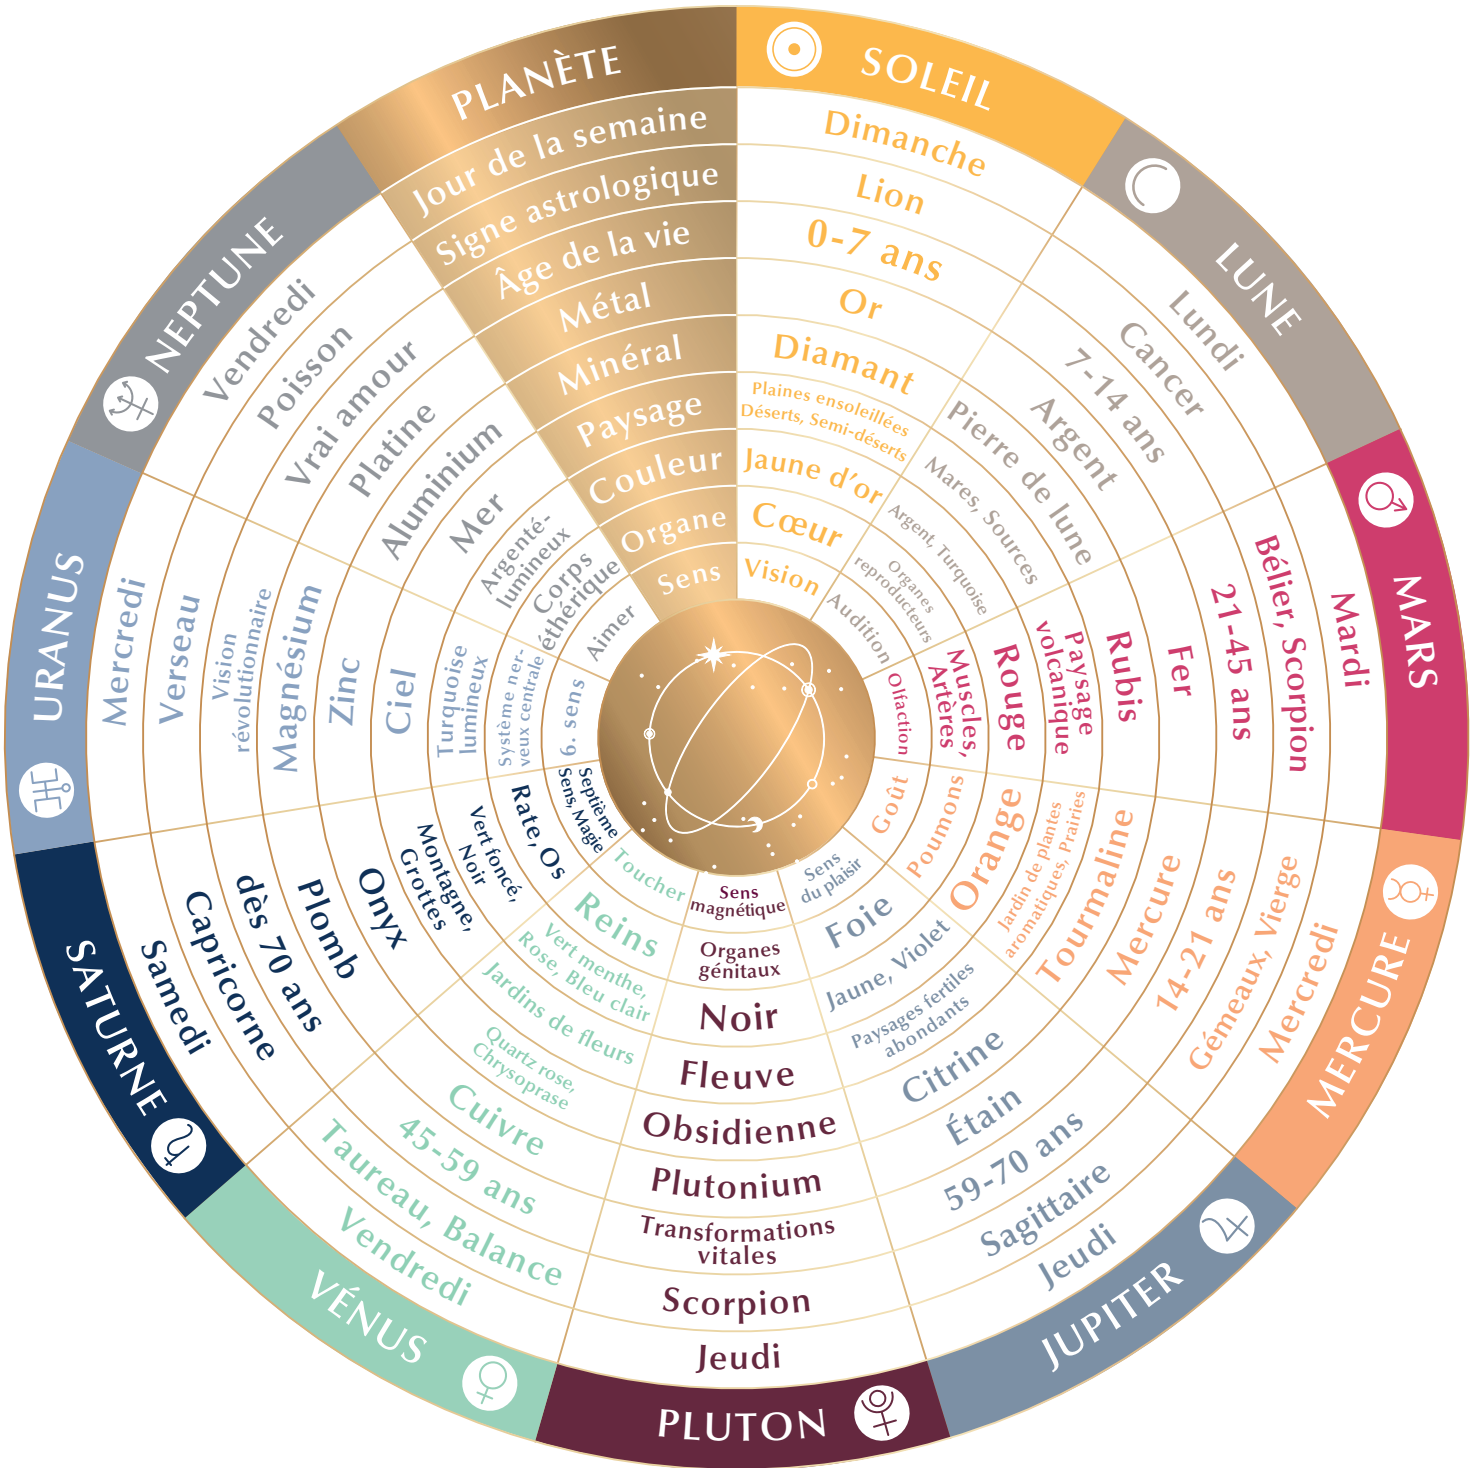 PLANÈTE
Jour de la semaine
Signe astrologique
Âge de la vie
Métal
Minéral
Paysage
Couleur
Organe
Sens
SOLEIL
Dimanche
Lion
0-7 ans
Or
Diamant
Plaines ensoleillées
Déserts, Semi-déserts
Jaune d'or
Cœur
Vision
LUNE
Lundi
Cancer
7-14 ans
Argent
Pierre de lune
Mares, Sources
Argent, Turquoise
Organes
reproducteurs
Audition
MARS
Mardi
Bélier, Scorpion
21-45 ans
Fer
Rubis
Paysage
volcanique
Rouge
Muscles,
Artères
Olfaction
MERCURE
Mercredi
Gémeaux, Vierge
14-21 ans
Mercure
Tourmaline
Jardin de plantes
aromatiques, Prairies
Orange
Poumons
Goût
JUPITER
Jeudi
Sagittaire
59-70 ans
Étain
Citrine
Paysages fertiles
abondants
Jaune, Violet
Foie
Sens
du plaisir
PLUTON
Jeudi
Scorpion
Transformations
vitales
Plutonium
Obsidienne
Fleuve
Noir
Organes
génitaux
Sens
magnétique
VÉNUS
Vendredi
Taureau, Balance
45-59 ans
Cuivre
Quartz rose,
Chrysoprase
Jardins de fleurs
Vert menthe,
Rose, Bleu clair
Reins
Toucher
SATURNE
Samedi
Capricorne
dès 70 ans
Plomb
Onyx
Montagne,
Grottes
Vert foncé,
Noir
Rate, Os
Septième
Sens, Magie
URANUS
Mercredi
Verseau
Vision
révolutionnaire
Magnésium
Zinc
Ciel
Turquoise
lumineux
Système ner-
veux centrale
6. sens
NEPTUNE
Vendredi
Poisson
Vrai amour
Platine
Aluminium
Mer
Argenté-
lumineux
Corps
éthérique
Aimer